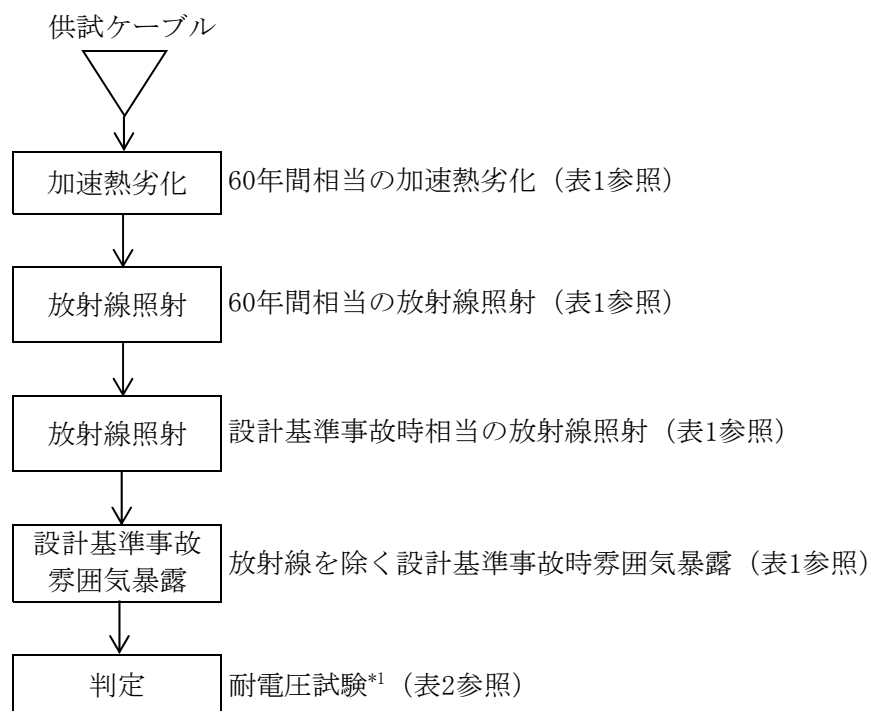 供試ケーブル
加速熱劣化 60年間相当の加速熱劣化（表1参照）
放射線照射 60年間相当の放射線照射（表1参照）
放射線照射 設計基準事故時相当の放射線照射（表1参照）
設計基準事故
雰囲気暴露 放射線を除く設計基準事故時雰囲気暴露（表1参照）
判定 耐電圧試験*1（表2参照）